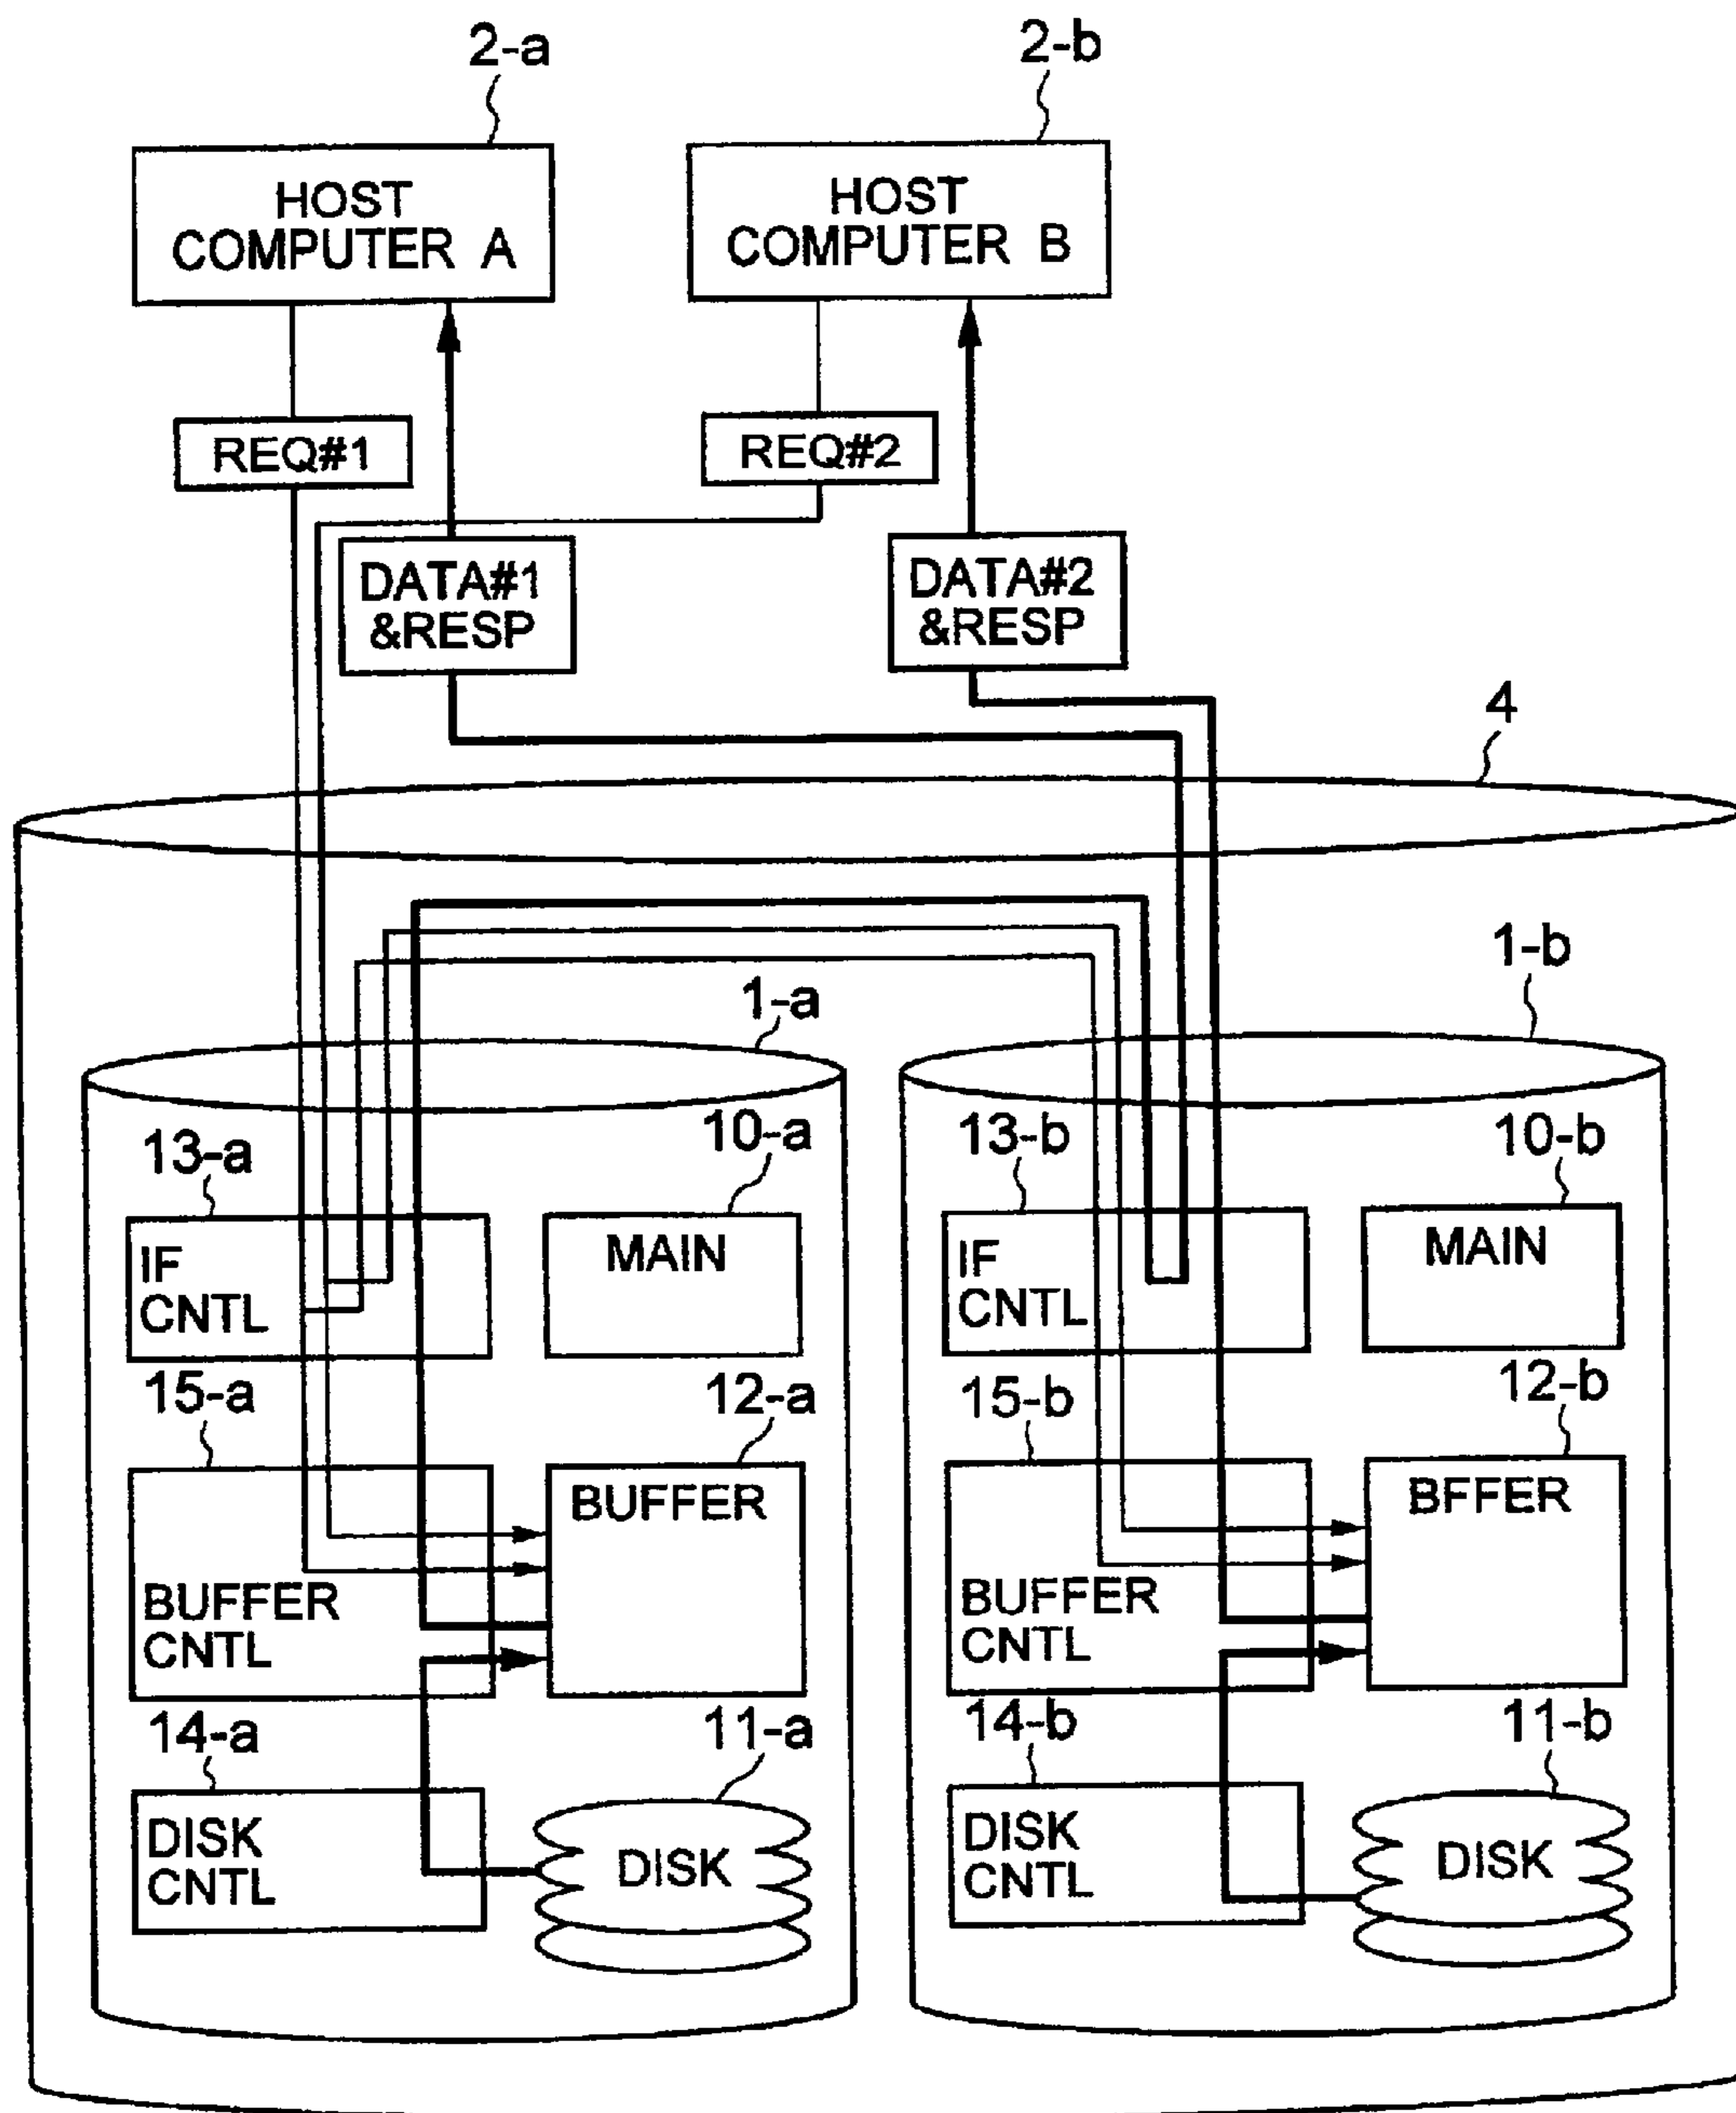 2-a
2-b
HOST
COMPUTER A
HOST
COMPUTER B
REQ#1
REQ#2
DATA#1
&RESP
DATA#2
&RESP
4
1-a
1-b
13-a
10-a
13-b
10-b
IF
CNTL
MAIN
IF
CNTL
MAIN
15-a
12-a
15-b
12-b
BUFFER
CNTL
BUFFER
BUFFER
CNTL
BFFER
14-a
11-a
14-b
11-b
DISK
CNTL
DISK
DISK
CNTL
DISK